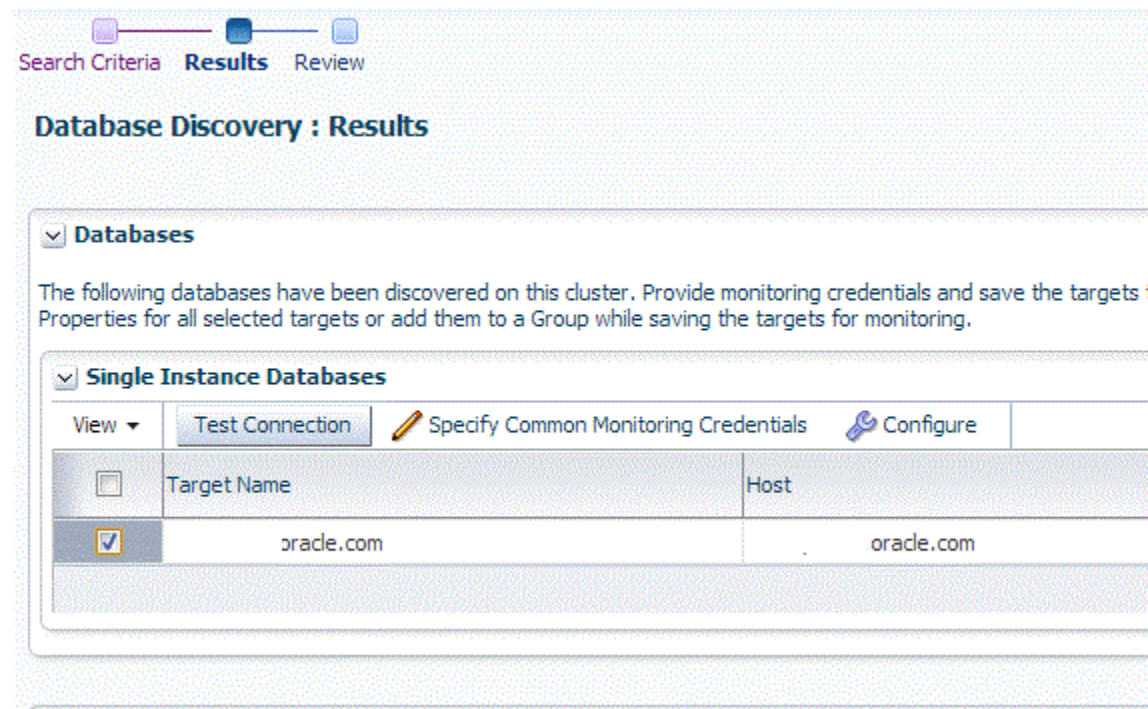 Search Criteria Results Review
Database Discovery : Results
Databases
The following databases have been discovered on this cluster. Provide monitoring credentials and save the targets
Properties for all selected targets or add them to a Group while saving the targets for monitoring.
Single Instance Databases
View Test Connection Specify Common Monitoring Credentials Configure
Target Name Host
oracle.com oracle.com